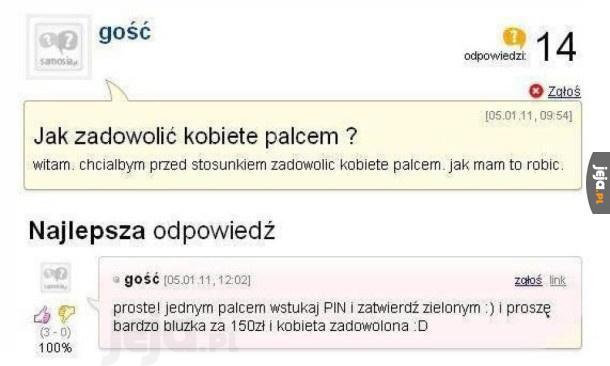 gość
samosia.pl
odpowiedzi: 14
Zgłoś
[05.01.11, 09:54]
Jak zadowolić kobiete palcem ?
witam. chcialbym przed stosunkiem zadowolic kobiete palcem. jak mam to robic.
jeja.pl
Najlepsza odpowiedź
gość [05.01.11, 12:02]
zgłoś link
proste! jednym palcem wstukaj PIN i zatwierdź zielonym :) i proszę
bardzo bluzka za 150zł i kobieta zadowolona :D
(3 - 0)
100%
jeja.pl